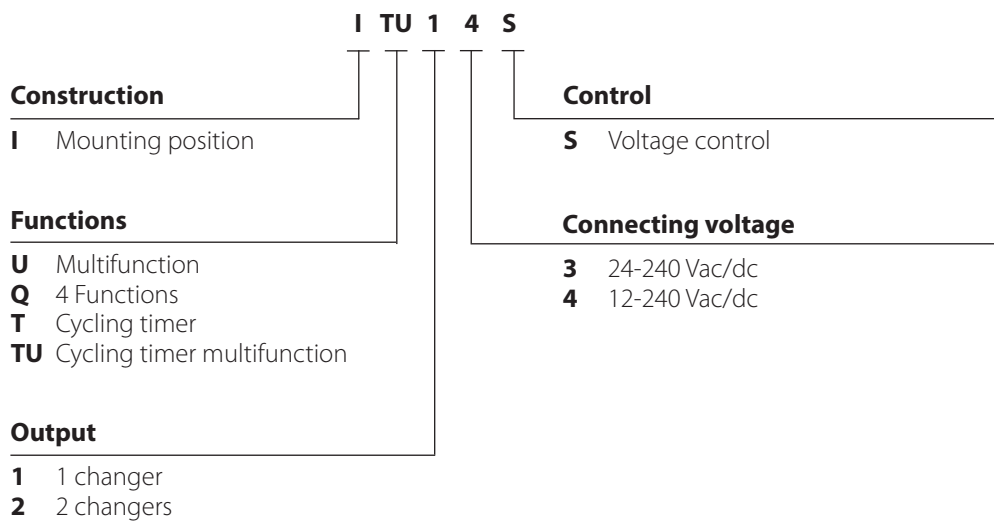 I TU 1 4 S
Construction
I Mounting position
Functions
U Multifunction
Q 4 Functions
T Cycling timer
TU Cycling timer multifunction
Output
1 1 changer
2 2 changers
Control
S Voltage control
Connecting voltage
3 24-240 Vac/dc
4 12-240 Vac/dc